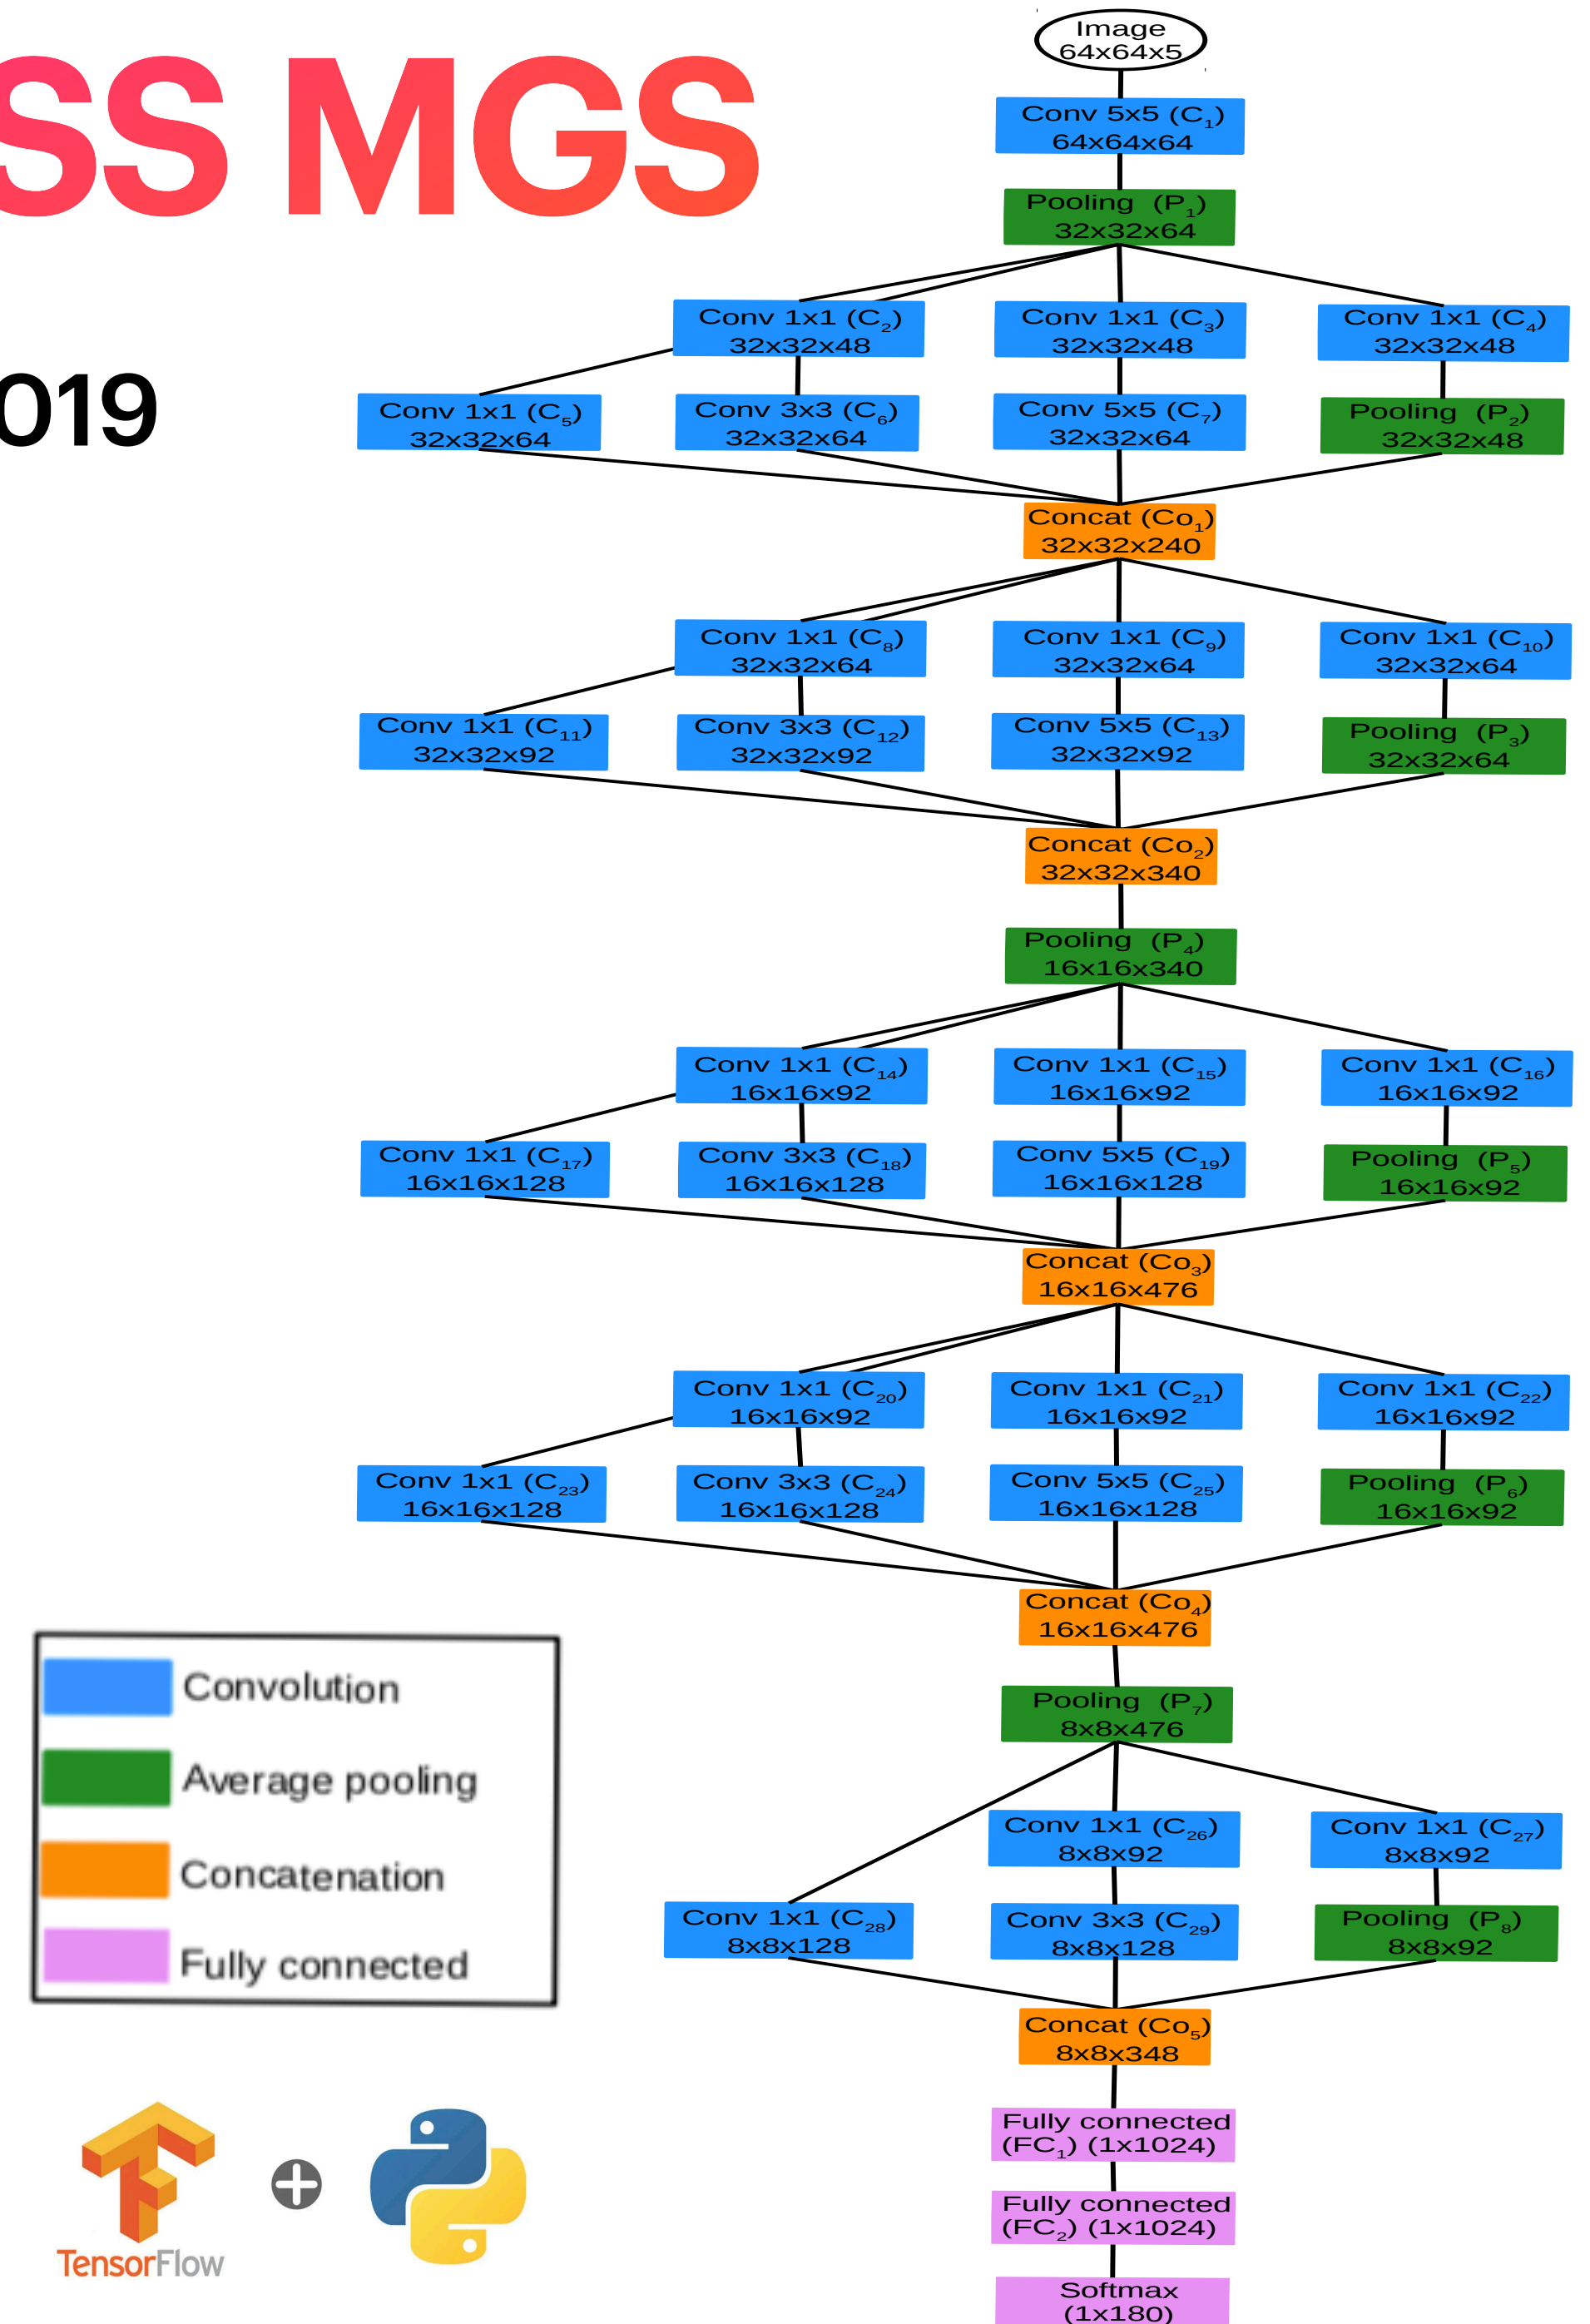 SS MGS
019
Image
64x64x5
Conv 5x5 (C1)
64x64x64
Pooling (P1)
32x32x64
Conv 1x1 (C2)
32x32x48
Conv 1x1 (C3)
32x32x48
Conv 1x1 (C4)
32x32x48
Conv 1x1 (C5)
32x32x64
Conv 3x3 (C6)
32x32x64
Conv 5x5 (C7)
32x32x64
Pooling (P2)
32x32x48
Concat (Co1)
32x32x240
Conv 1x1 (C8)
32x32x64
Conv 1x1 (C9)
32x32x64
Conv 1x1 (C10)
32x32x64
Conv 1x1 (C11)
32x32x92
Conv 3x3 (C12)
32x32x92
Conv 5x5 (C13)
32x32x92
Pooling (P3)
32x32x64
Concat (Co2)
32x32x340
Pooling (P4)
16x16x340
Conv 1x1 (C14)
16x16x92
Conv 1x1 (C15)
16x16x92
Conv 1x1 (C16)
16x16x92
Conv 1x1 (C17)
16x16x128
Conv 3x3 (C18)
16x16x128
Conv 5x5 (C19)
16x16x128
Pooling (P5)
16x16x92
Concat (Co3)
16x16x476
Conv 1x1 (C20)
16x16x92
Conv 1x1 (C21)
16x16x92
Conv 1x1 (C22)
16x16x92
Conv 1x1 (C23)
16x16x128
Conv 3x3 (C24)
16x16x128
Conv 5x5 (C25)
16x16x128
Pooling (P6)
16x16x92
Concat (Co4)
16x16x476
Pooling (P7)
8x8x476
Conv 1x1 (C26)
8x8x92
Conv 1x1 (C27)
8x8x92
Conv 1x1 (C28)
8x8x128
Conv 3x3 (C29)
8x8x128
Pooling (P8)
8x8x92
Concat (Co5)
8x8x348
Fully connected
(FC1) (1x1024)
Fully connected
(FC2) (1x1024)
Softmax
(1x180)
Convolution
Average pooling
Concatenation
Fully connected
TensorFlow